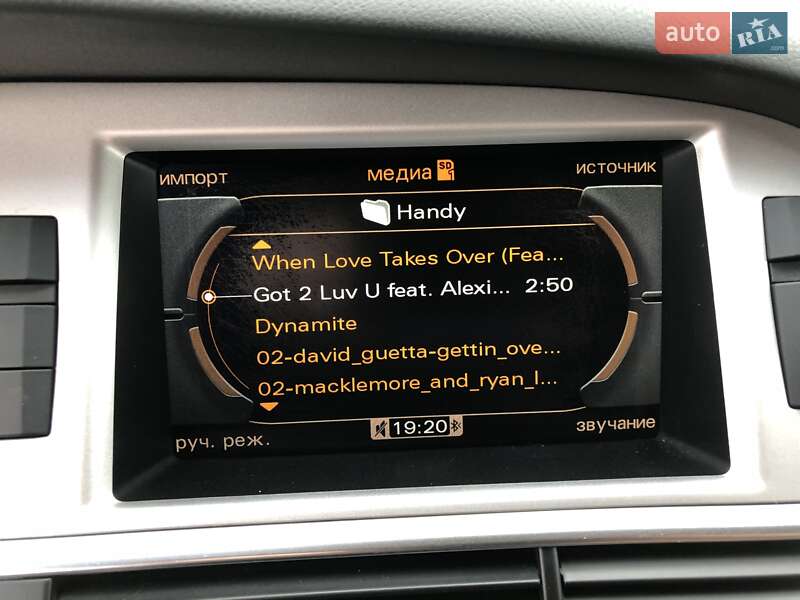 auto RIA .com
импорт
медиа SD 1
источник
Handy
When Love Takes Over (Fea...
Got 2 Luv U feat. Alexi... 2:50
Dynamite
02-david_guetta-gettin_ove...
02-macklemore_and_ryan_l...
руч. реж.
19:20
звучание